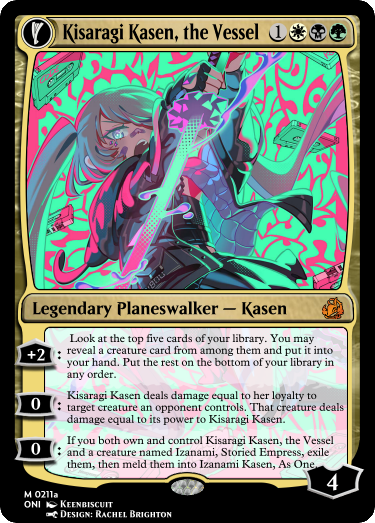 Kisaragi Kasen, the Vessel 1
Legendary Planeswalker — Kasen
+2: Look at the top five cards of your library. You may
reveal a creature card from among them and put it into
your hand. Put the rest on the bottom of your library in
any order.
0: Kisaragi Kasen deals damage equal to her loyalty to
target creature an opponent controls. That creature deals
damage equal to its power to Kisaragi Kasen.
0: If you both own and control Kisaragi Kasen, the Vessel
and a creature named Izanami, Storied Empress, exile
them, then meld them into Izanami Kasen, As One.
4
M 0211a
ONI Keenbiscuit
Design: Rachel Brighton